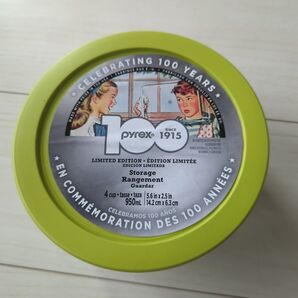 • CELEBRATING 100 YEARS •
100
pyrex®
SINCE
1915
LIMITED EDITION • ÉDITION LIMITÉE
EDICIÓN LIMITADA
Storage
Rangement
Guardar
4 cup • tasse • taza
950mL
5.6 in x 2.5 in
14.2 cm x 6.3 cm
CELEBRAMOS 100 AÑOS
EN COMMÉMORATION DES 100 ANNÉES